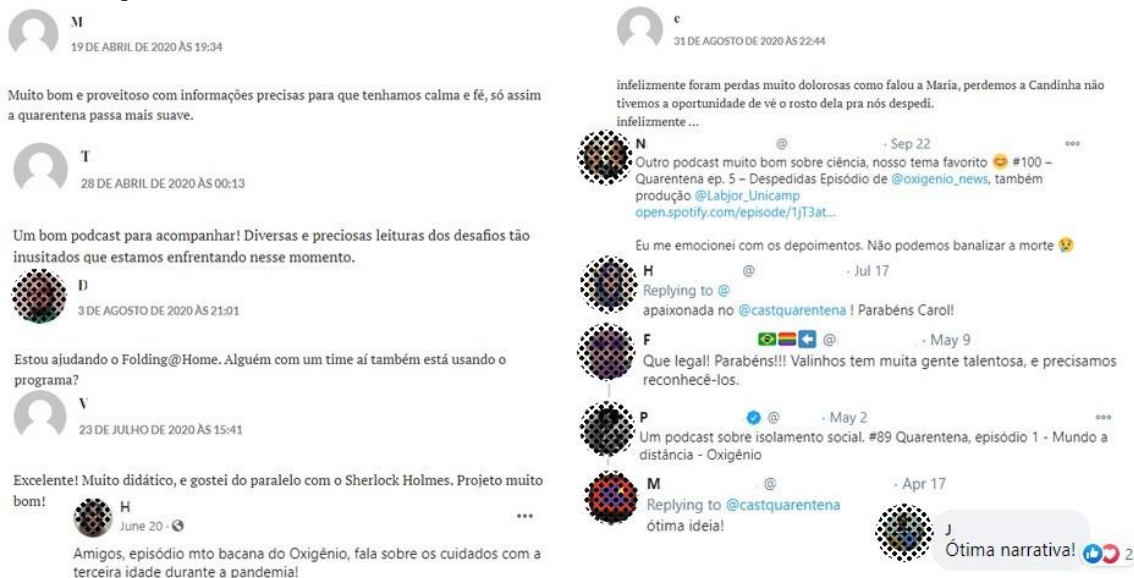 M
19 DE ABRIL DE 2020 ÀS 19:34
Muito bom e proveitoso com informações precisas para que tenhamos calma e fé, só assim
a quarentena passa mais suave.
T
28 DE ABRIL DE 2020 ÀS 00:13
Um bom podcast para acompanhar! Diversas e preciosas leituras dos desafios tão
inusitados que estamos enfrentando nesse momento.
D
3 DE AGOSTO DE 2020 ÀS 21:01
Estou ajudando o Folding@Home. Alguém com um time aí também está usando o
programa?
V
23 DE JULHO DE 2020 ÀS 15:41
Excelente! Muito didático, e gostei do paralelo com o Sherlock Holmes. Projeto muito
bom!
H
June 20 ·
Amigos, episódio mto bacana do Oxigênio, fala sobre os cuidados com a
terceira idade durante a pandemia!
c
31 DE AGOSTO DE 2020 ÀS 22:44
infelizmente foram perdas muito dolorosas como falou a Maria, perdemos a Candinha não
tivemos a oportunidade de vê o rosto dela pra nós despedi.
infelizmente ...
N @ · Sep 22
Outro podcast muito bom sobre ciência, nosso tema favorito 😊 #100 –
Quarentena ep. 5 – Despedidas Episódio de @oxigenio_news, também
produção @Labjor_Unicamp
open.spotify.com/episode/1jT3at...
Eu me emocionei com os depoimentos. Não podemos banalizar a morte 😢
H @ · Jul 17
Replying to @
apaixonada no @castquarentena ! Parabéns Carol!
F @ · May 9
Que legal! Parabéns!!! Valinhos tem muita gente talentosa, e precisamos
reconhecê-los.
P @ · May 2
Um podcast sobre isolamento social. #89 Quarentena, episódio 1 - Mundo a
distância - Oxigênio
M @ · Apr 17
Replying to @castquarentena
ótima ideia!
J
Ótima narrativa! 2